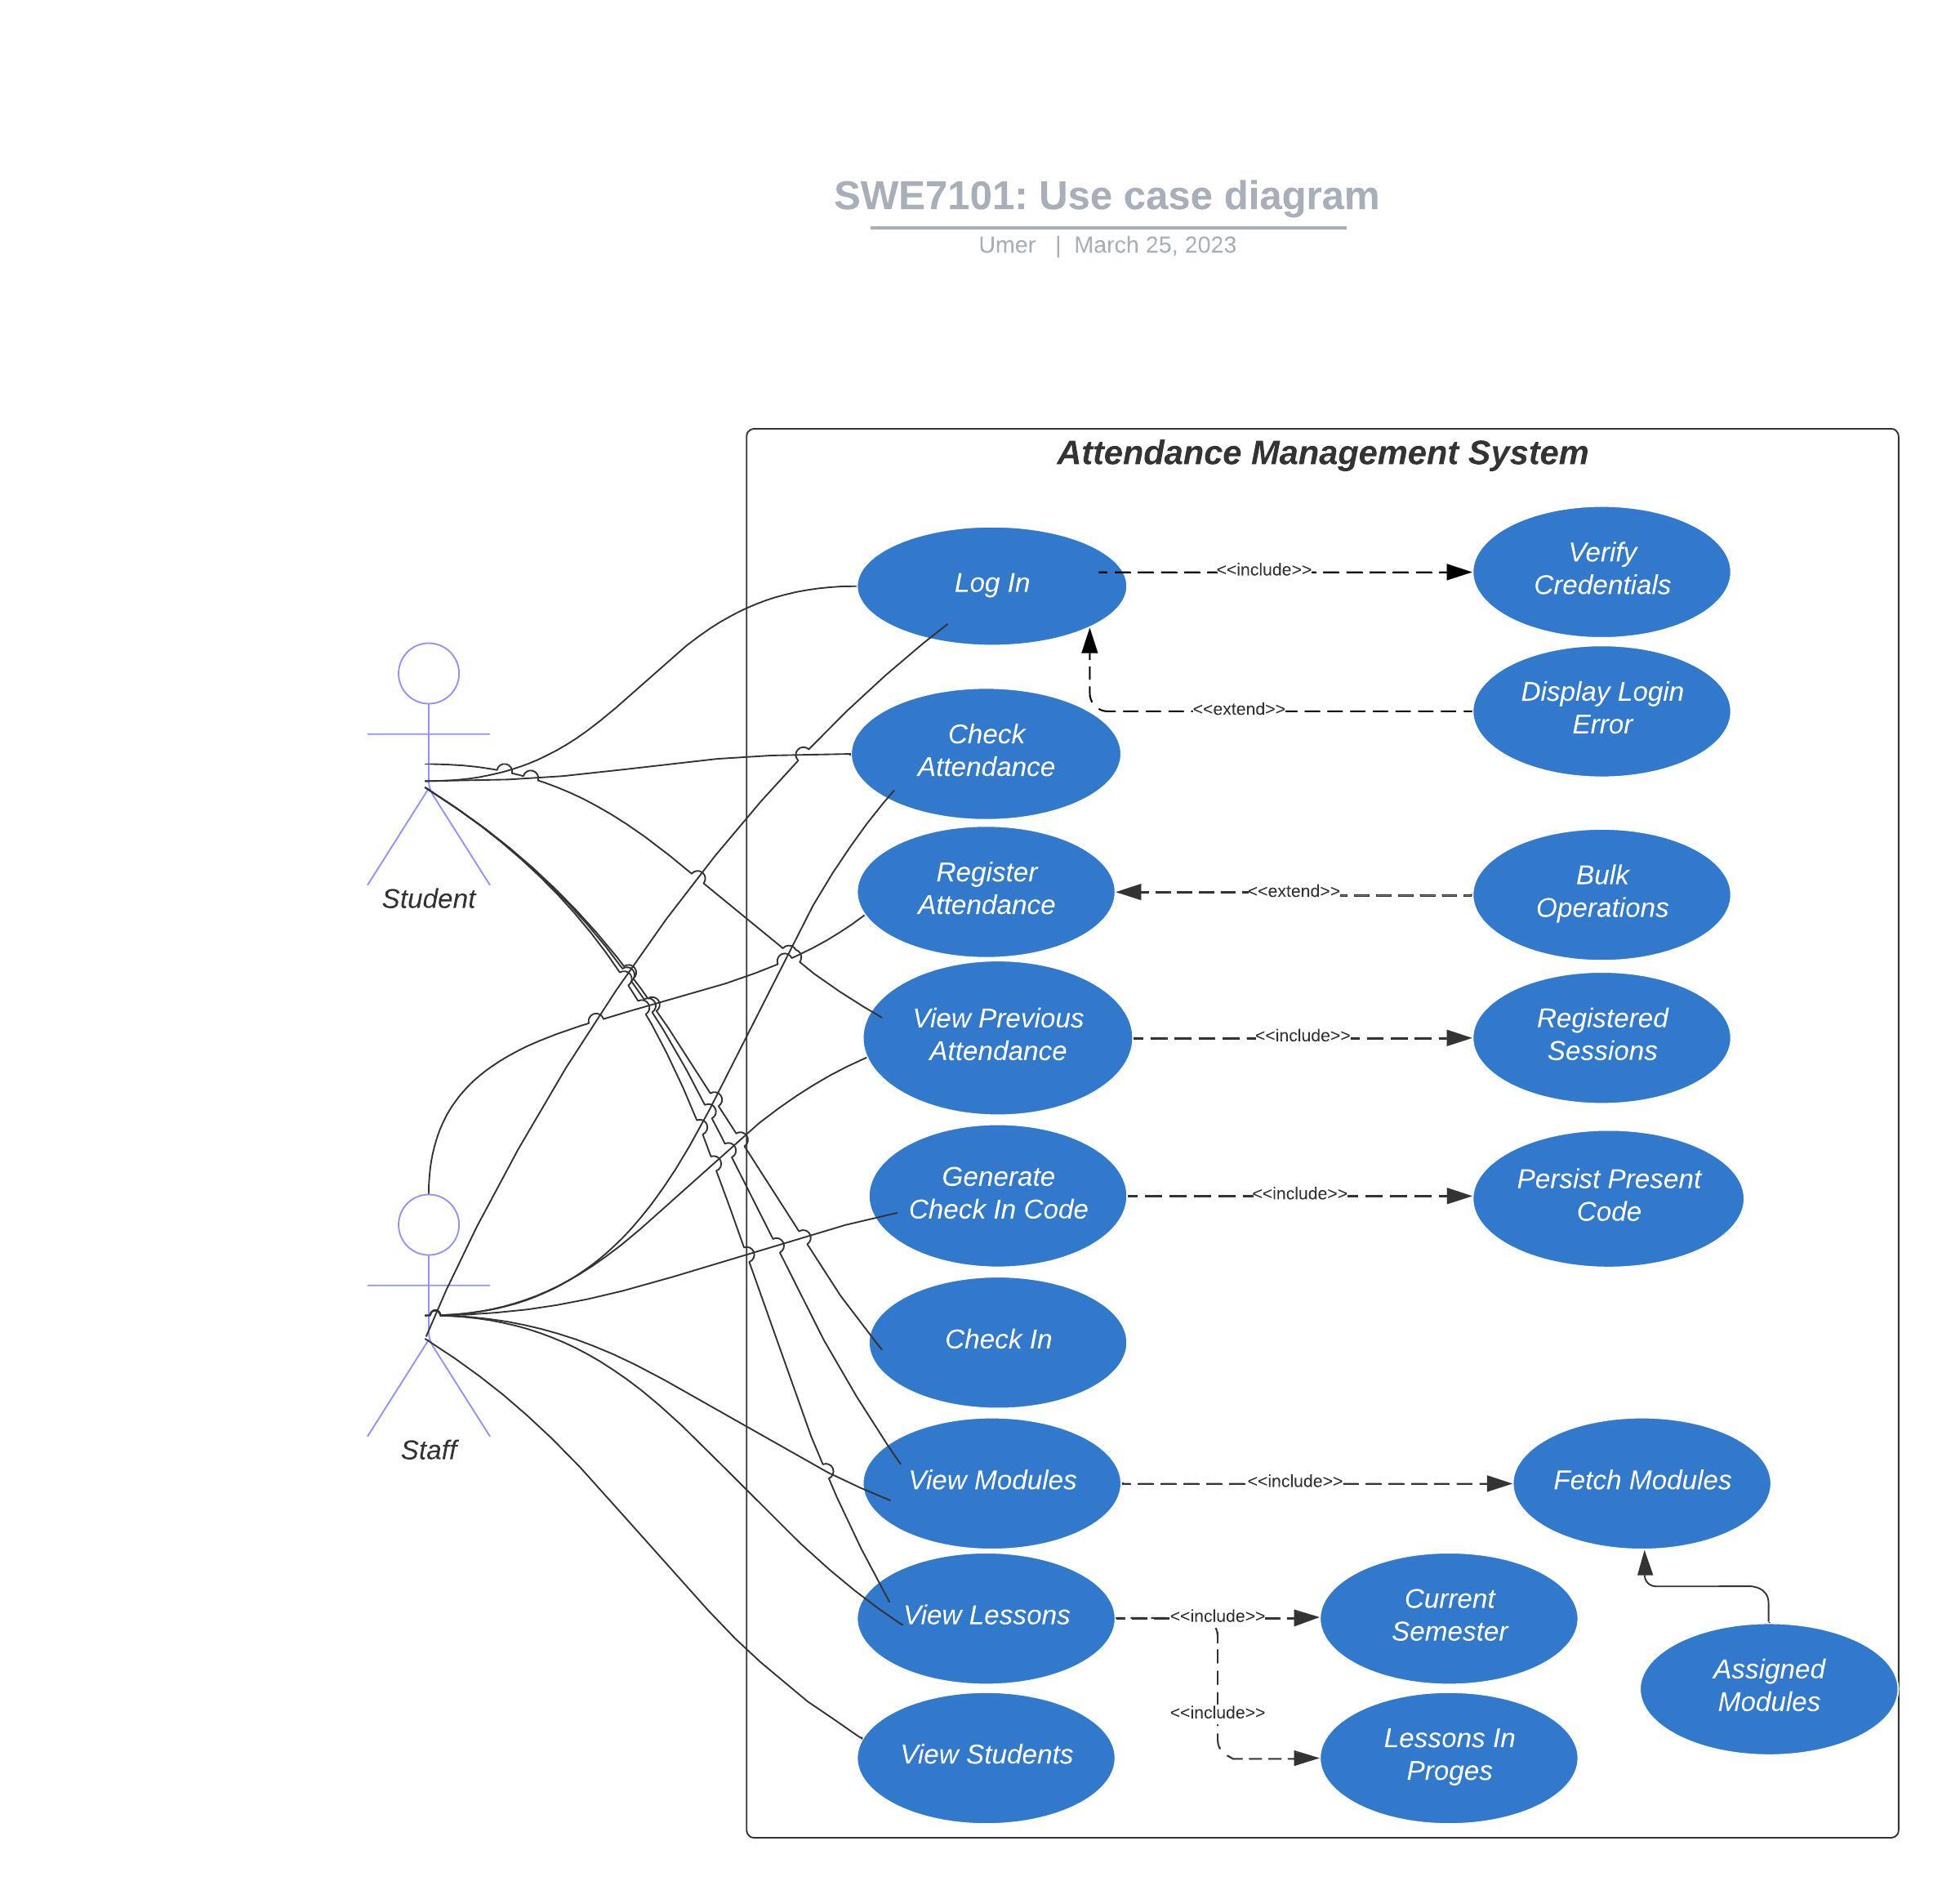 SWE7101: Use case diagram
Umer | March 25, 2023
Attendance Management System
Log In
<<include>>
Verify
Credentials
<<extend>>
Display Login
Error
Student
Check
Attendance
Register
Attendance
<<extend>>
Bulk
Operations
View Previous
Attendance
<<include>>
Registered
Sessions
Generate
Check In Code
<<include>>
Persist Present
Code
Staff
Check In
View Modules
<<include>>
Fetch Modules
View Lessons
<<include>>
Current
Semester
Assigned
Modules
<<include>>
View Students
Lessons In
Proges